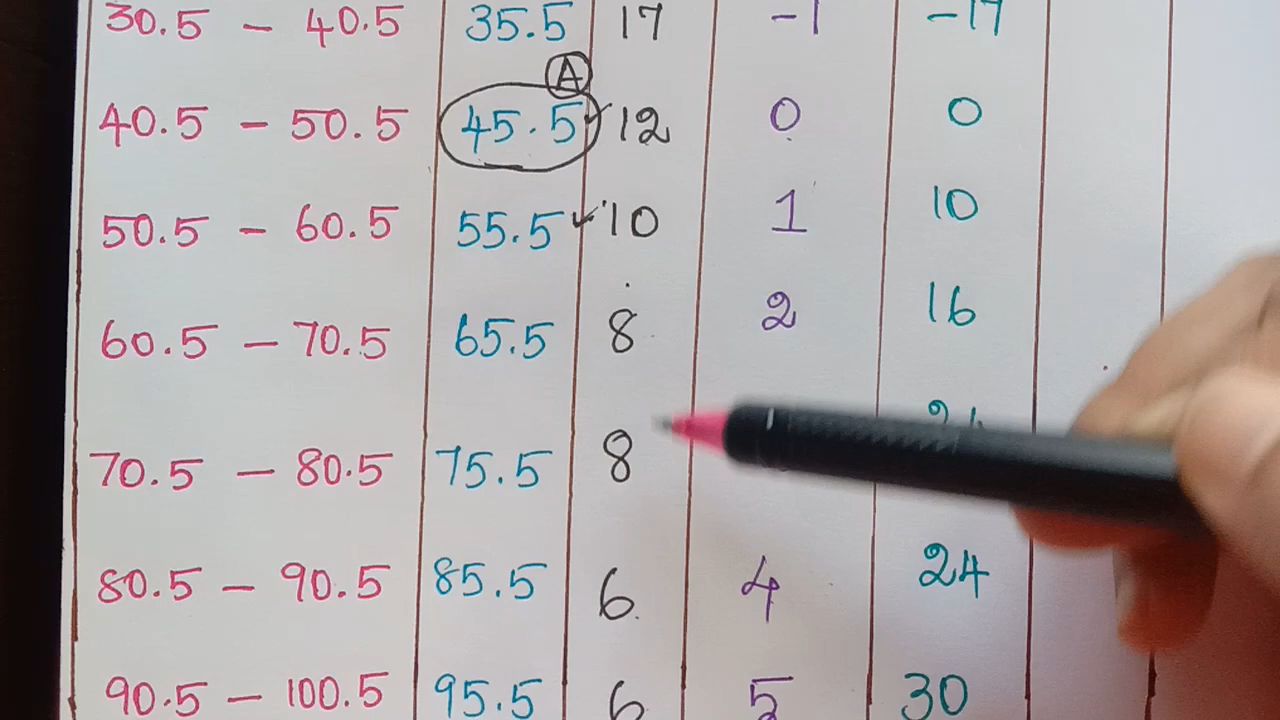 30.5 - 40.5 35.5 17 -1 -17
A
40.5 - 50.5 45.5 12 0 0
50.5 - 60.5 55.5 10 1 10
60.5 - 70.5 65.5 8 2 16
70.5 - 80.5 75.5 8
80.5 - 90.5 85.5 6 4 24
90.5 - 100.5 95.5 6 5 30